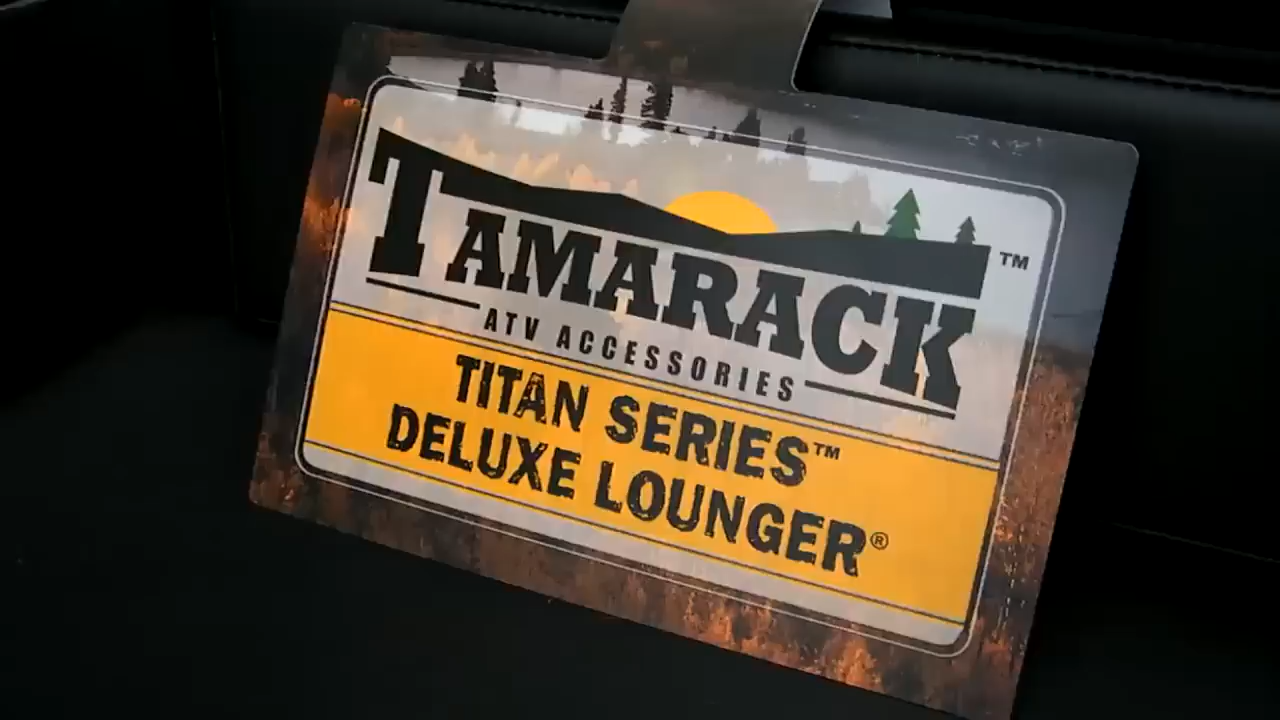 TAMARACK™
ATV ACCESSORIES
TITAN SERIES™
DELUXE LOUNGER®